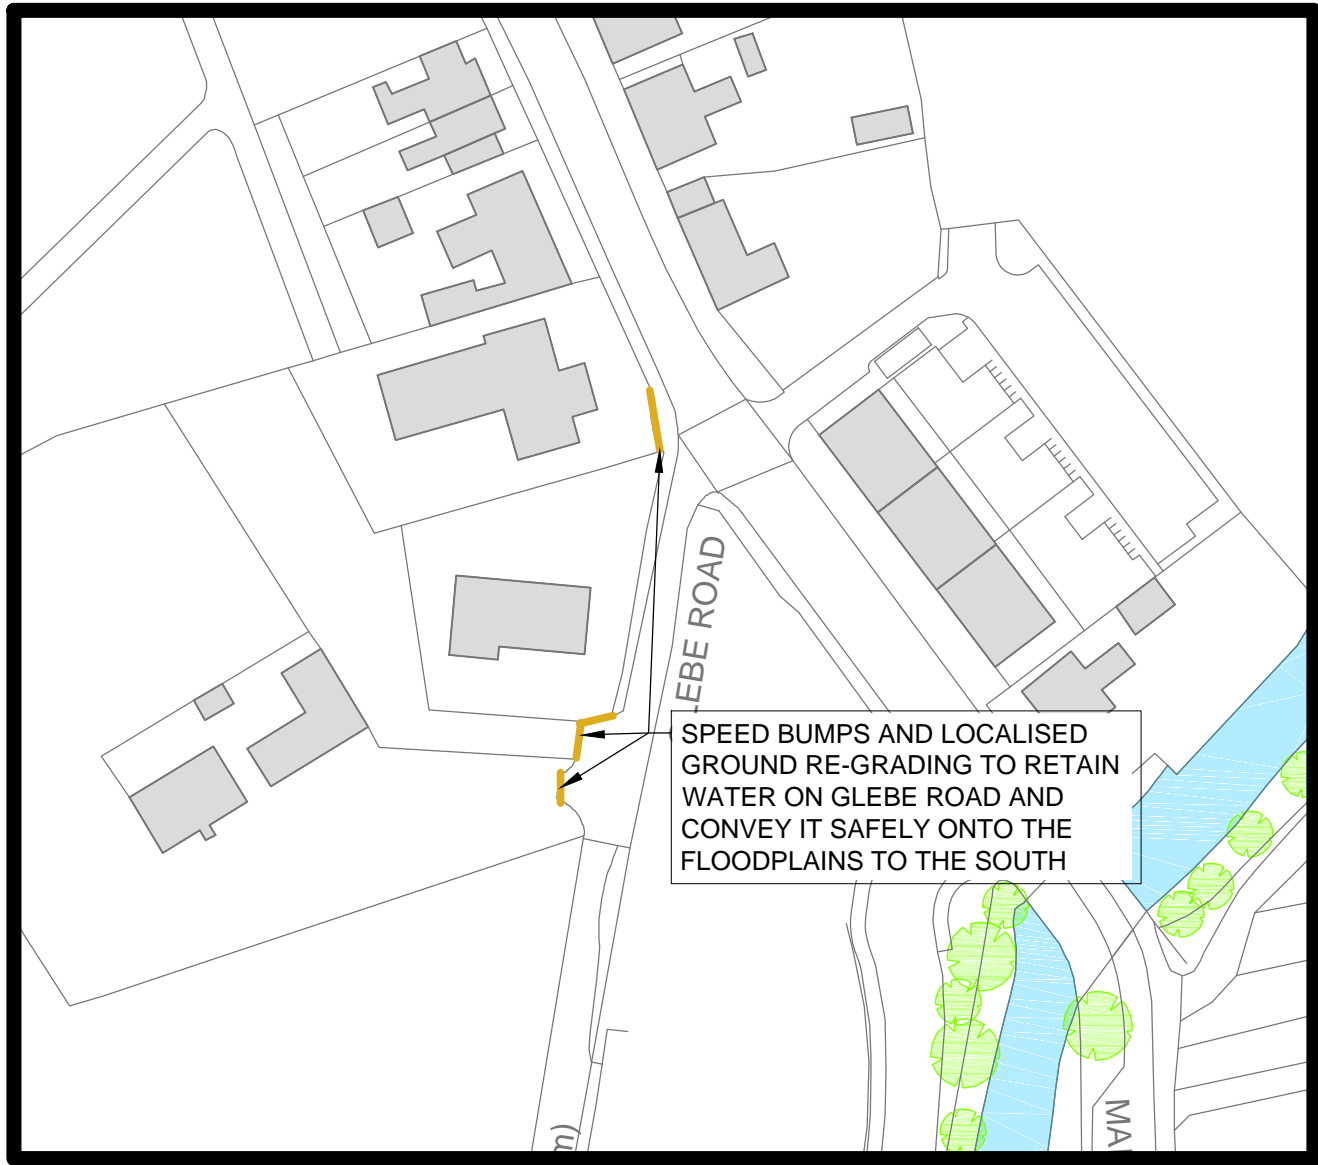 SPEED BUMPS AND LOCALISED
GROUND RE-GRADING TO RETAIN
WATER ON GLEBE ROAD AND
CONVEY IT SAFELY ONTO THE
FLOODPLAINS TO THE SOUTH
LEBE ROAD
MA
m)